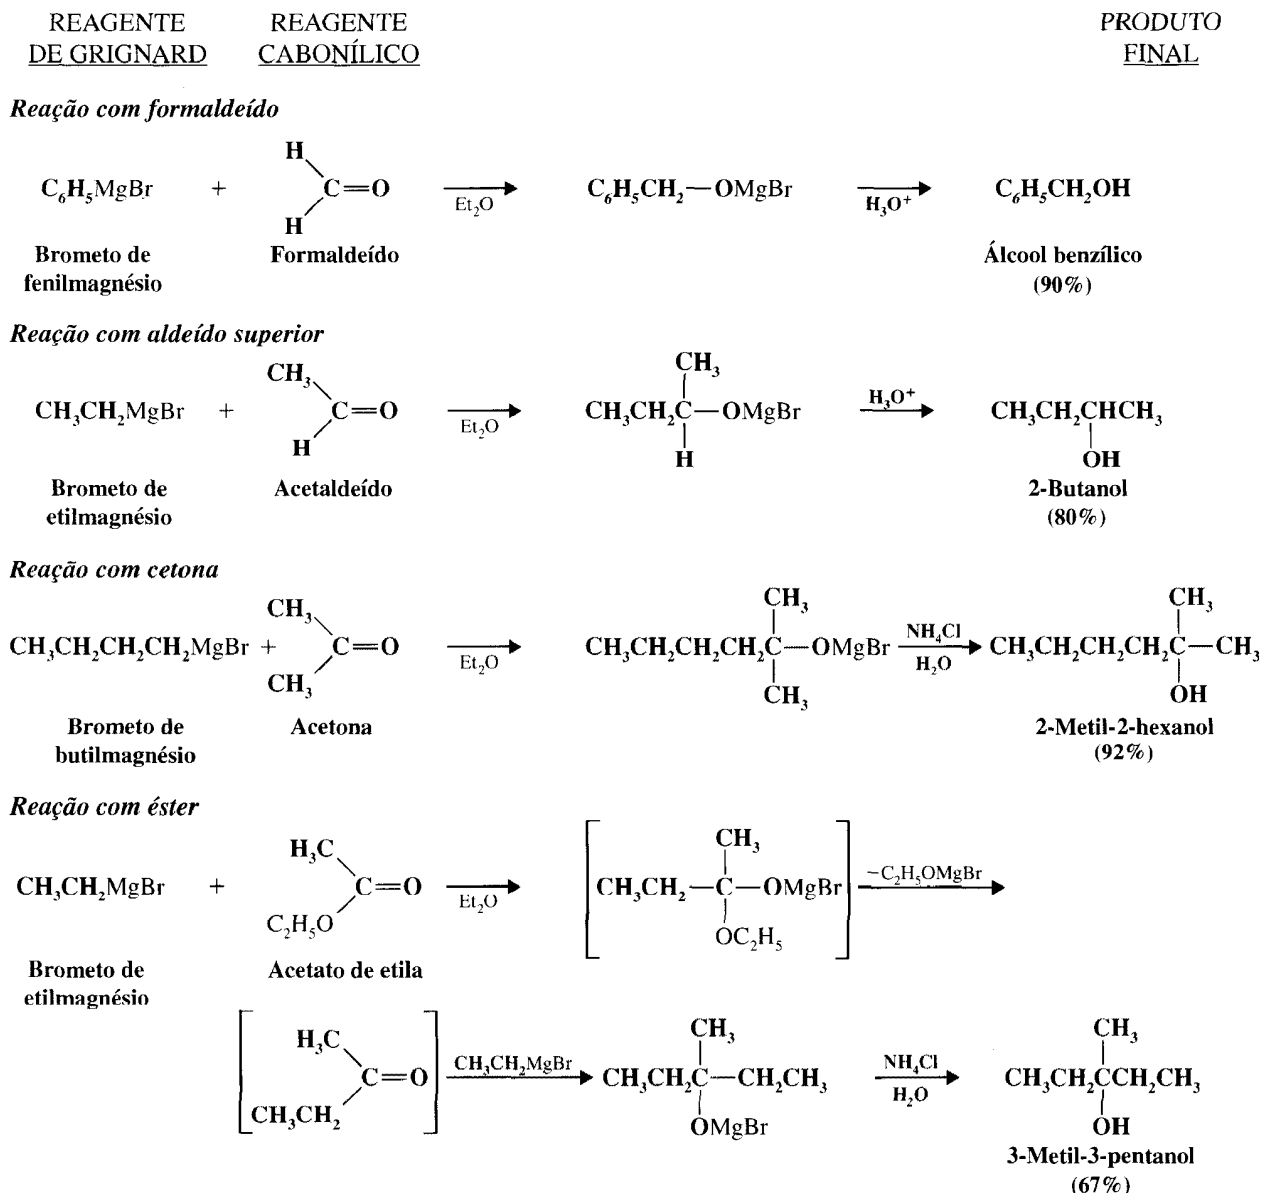 REAGENTE DE GRIGNARD
REAGENTE CABONÍLICO
PRODUTO FINAL
Reação com formaldeído
C₆H₅MgBr + H H C=O Et₂O C₆H₅CH₂—OMgBr H₃O⁺ C₆H₅CH₂OH
Brometo de fenilmagnésio
Formaldeído
Álcool benzílico
(90%)
Reação com aldeído superior
CH₃CH₂MgBr + CH₃ H C=O Et₂O CH₃ CH₃CH₂C—OMgBr H H₃O⁺ CH₃CH₂CHCH₃ OH
Brometo de etilmagnésio
Acetaldeído
2-Butanol
(80%)
Reação com cetona
CH₃CH₂CH₂CH₂MgBr + CH₃ CH₃ C=O Et₂O CH₃ CH₃CH₂CH₂CH₂C—OMgBr CH₃ NH₄Cl H₂O CH₃ CH₃CH₂CH₂CH₂C—CH₃ OH
Brometo de butilmagnésio
Acetona
2-Metil-2-hexanol
(92%)
Reação com éster
CH₃CH₂MgBr + H₃C C₂H₅O C=O Et₂O [CH₃ CH₃CH₂—C—OMgBr OC₂H₅] −C₂H₅OMgBr
Brometo de etilmagnésio
Acetato de etila
[H₃C CH₃CH₂ C=O] CH₃CH₂MgBr CH₃ CH₃CH₂C—CH₂CH₃ OMgBr NH₄Cl H₂O CH₃ CH₃CH₂CCH₂CH₃ OH
3-Metil-3-pentanol
(67%)